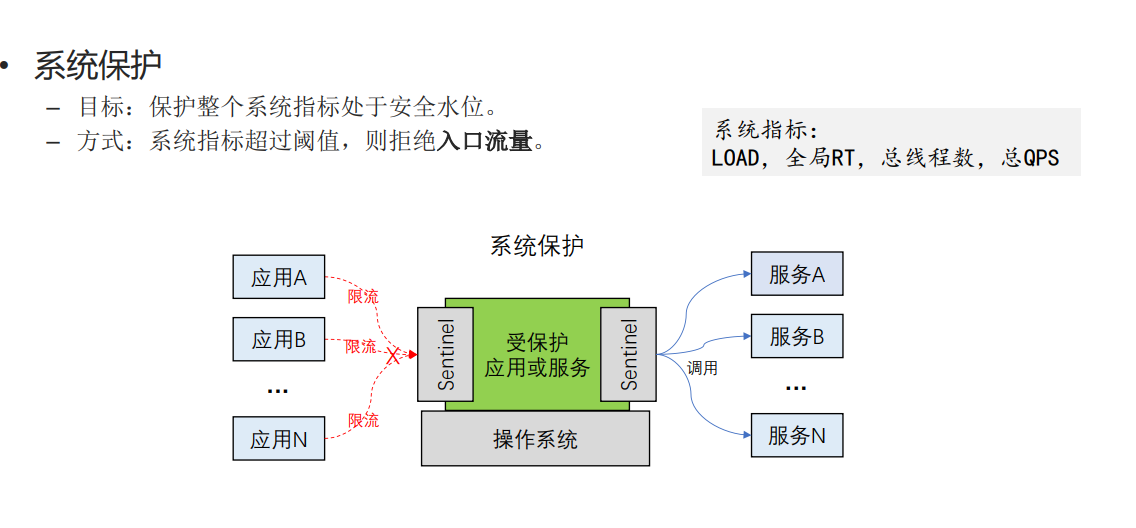 • 系统保护
– 目标：保护整个系统指标处于安全水位。
– 方式：系统指标超过阈值，则拒绝入口流量。
系统指标：
LOAD，全局RT，总线程数，总QPS
系统保护
应用A
应用B
...
应用N
限流
限流
限流
Sentinel
受保护
应用或服务
Sentinel
操作系统
调用
服务A
服务B
...
服务N